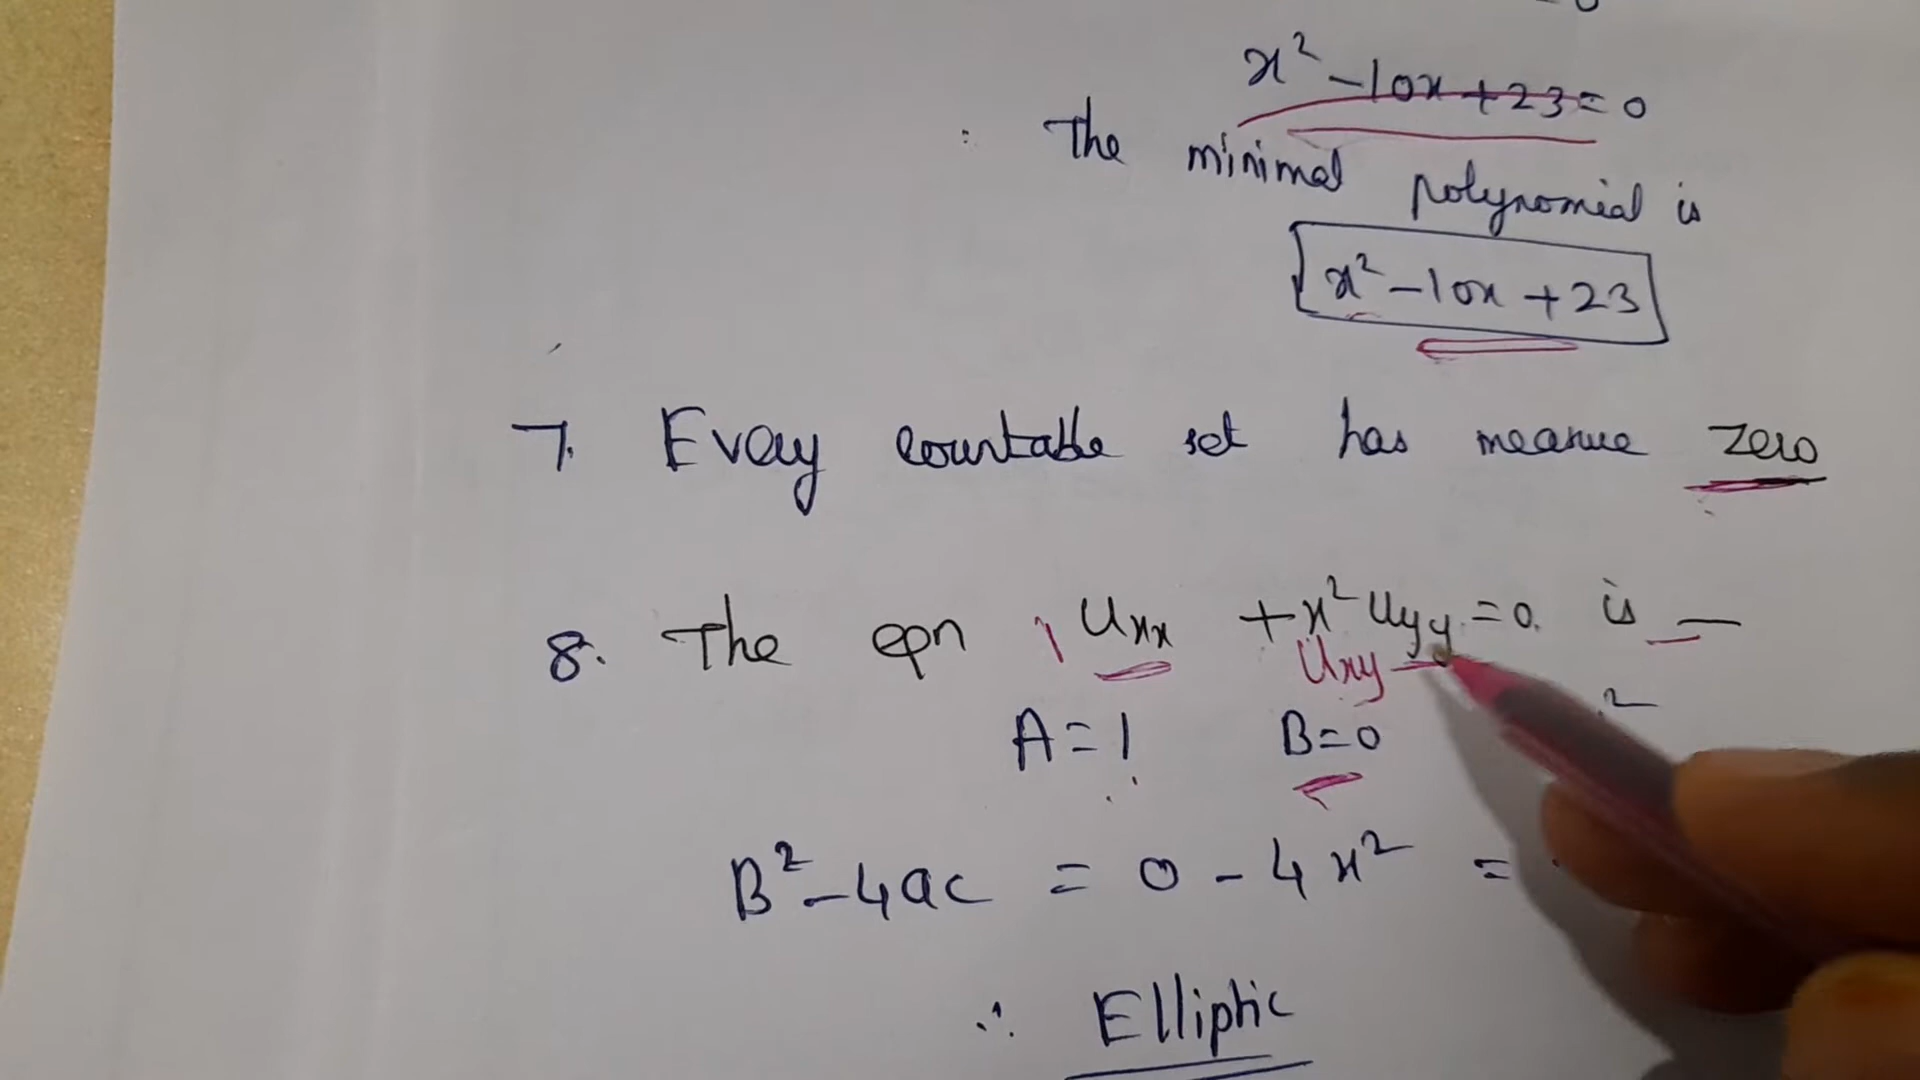 x² - 10x + 23 = 0
∴ The minimal polynomial is
x² - 10x + 23
7. Every countable set has measure zero
8. The eqn 1 Uxx + x² Uyy = 0. is —
Uxy —
A = 1 B = 0
B² - 4ac = 0 - 4x² =
∴ Elliptic